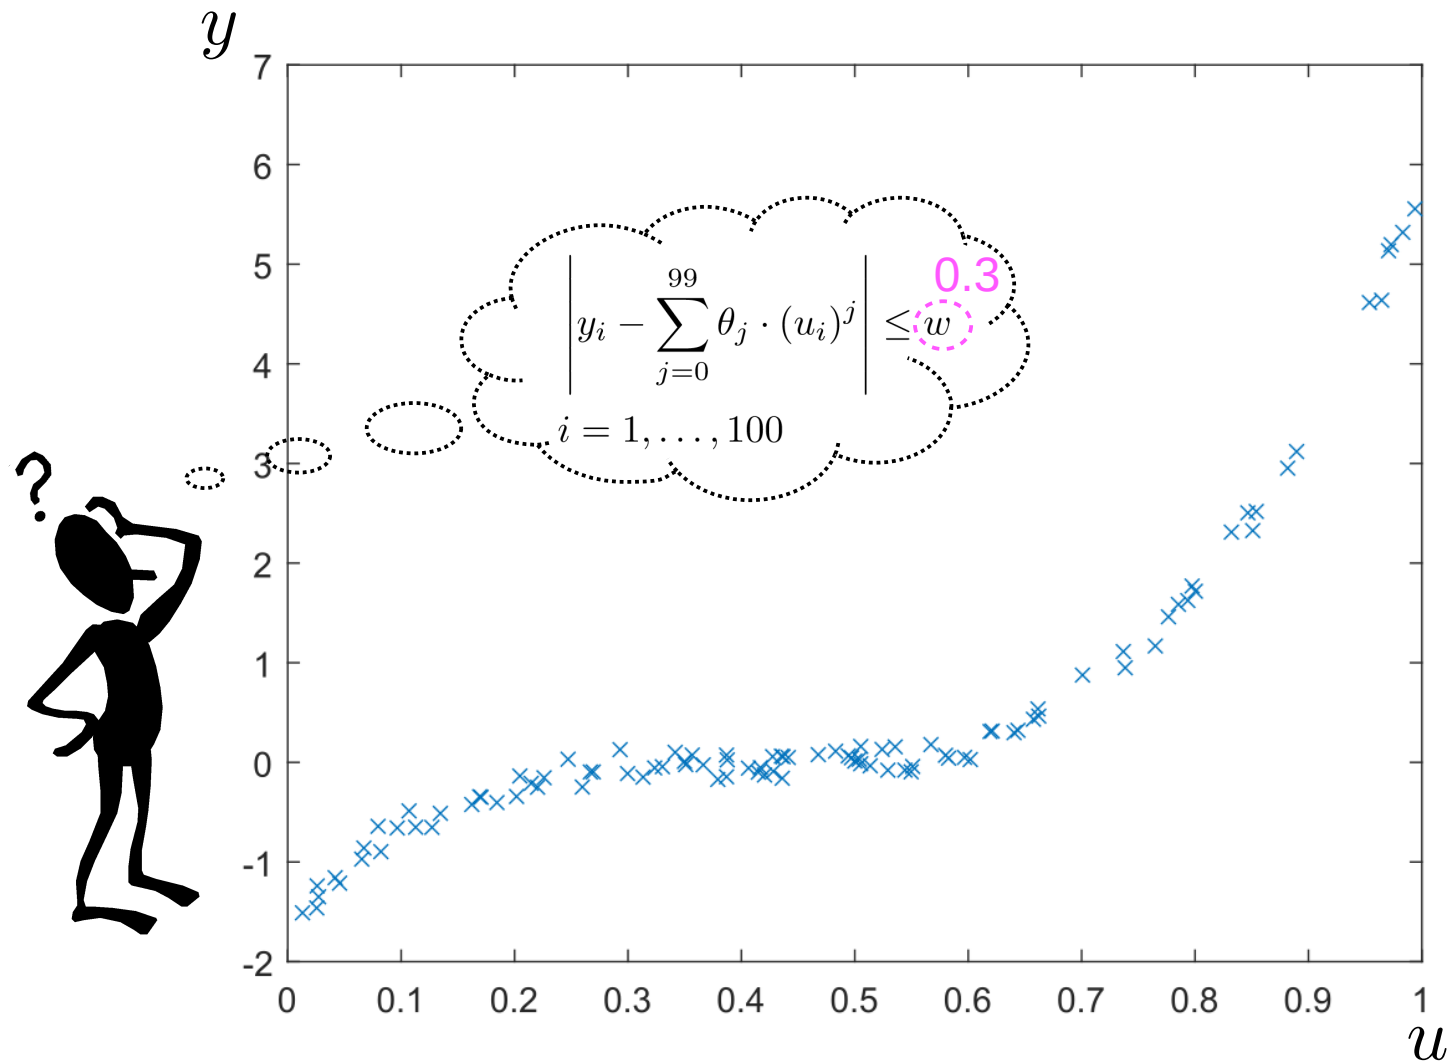 y
7
6
5
4
3
2
1
0
-1
-2
0.3
|y_i − ∑_{j=0}^{99} θ_j · (u_i)^j| ≤ w
i = 1, . . . , 100
?
0 0.1 0.2 0.3 0.4 0.5 0.6 0.7 0.8 0.9 1
u